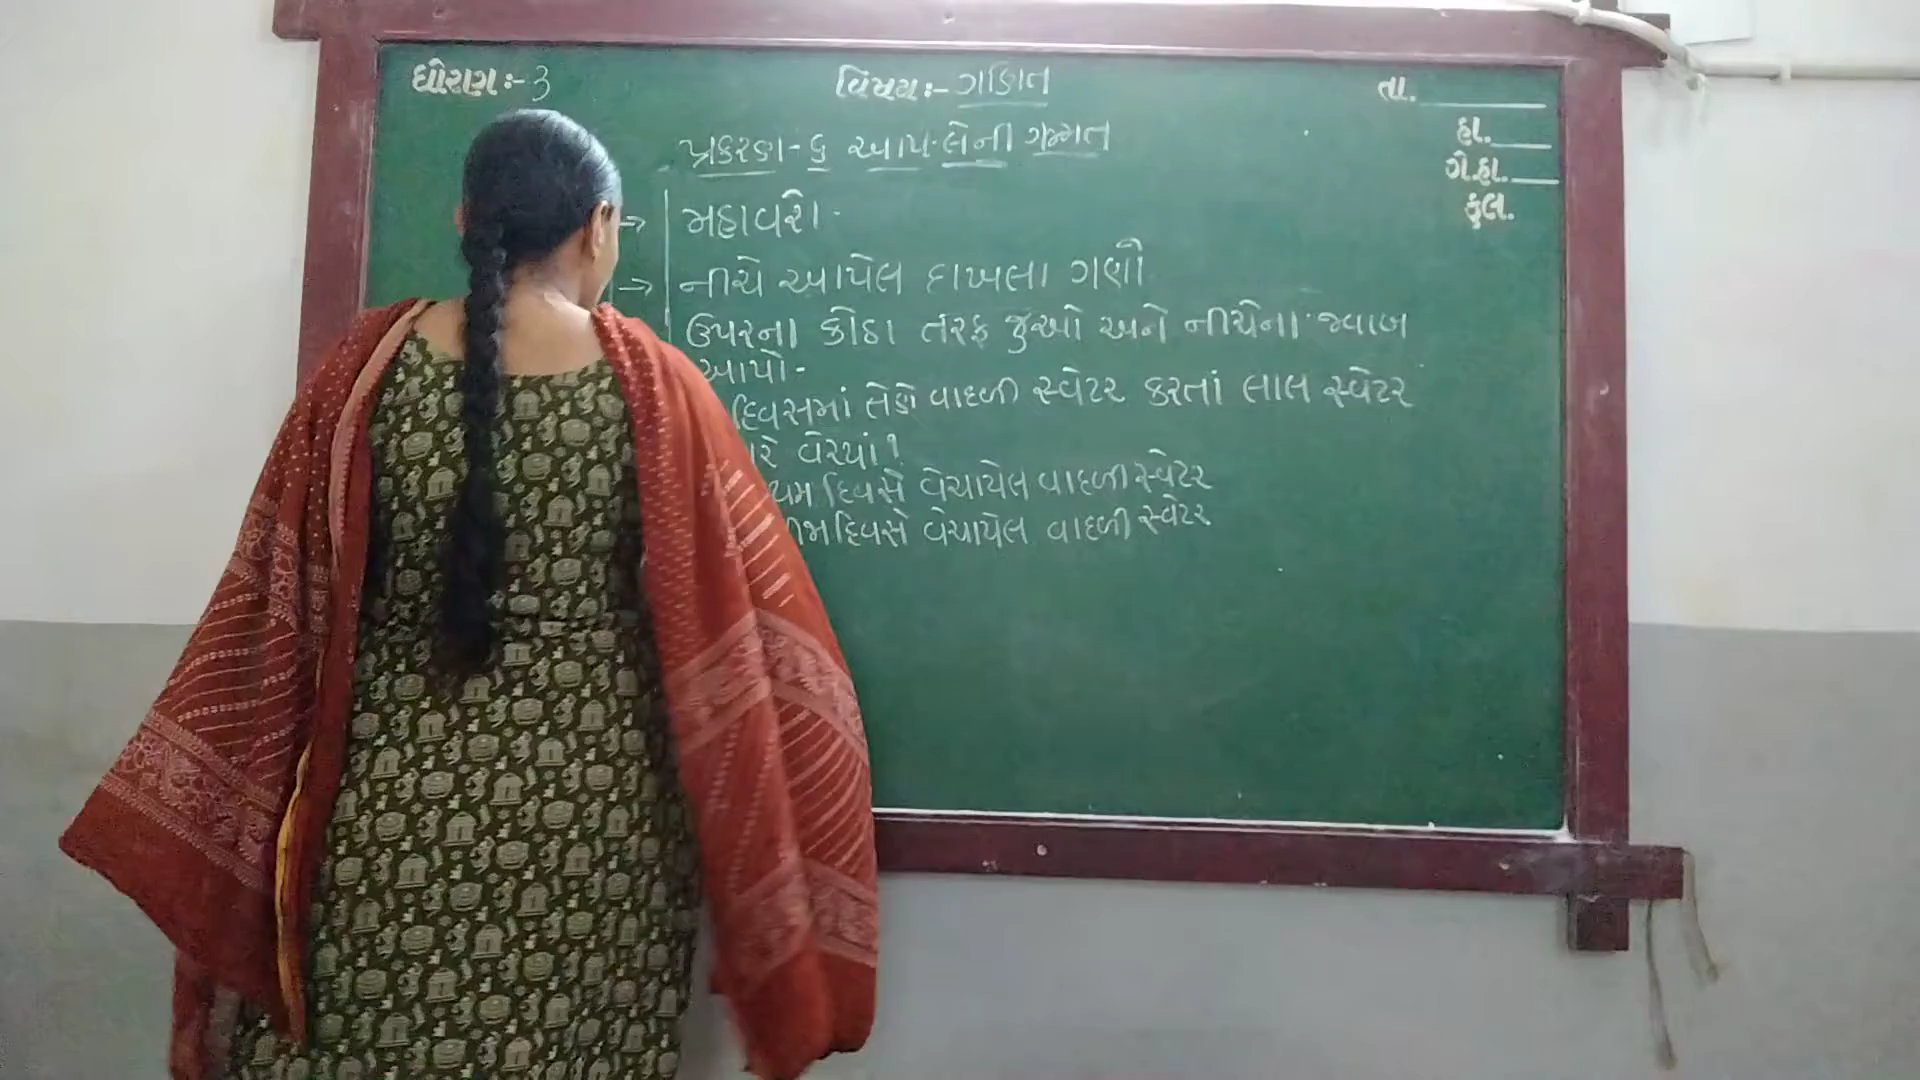 ધોરણ:- 3
વિષય:- ગણિત
તા.
હા.
ગે.હા.
કુલ.
પ્રકરણ - ૬ આપ-લેની ગમ્મત
→ મહાવરો.
→ નીચે આપેલ દાખલા ગણો
ઉપરના કોઠા તરફ જુઓ અને નીચેના જવાબ
આપો.
દિવસમાં તેણે વાદળી સ્વેટર કરતાં લાલ સ્વેટર
વેચ્યાં?
દિવસે વેચાયેલ વાદળી સ્વેટર
દિવસે વેચાયેલ વાદળી સ્વેટર